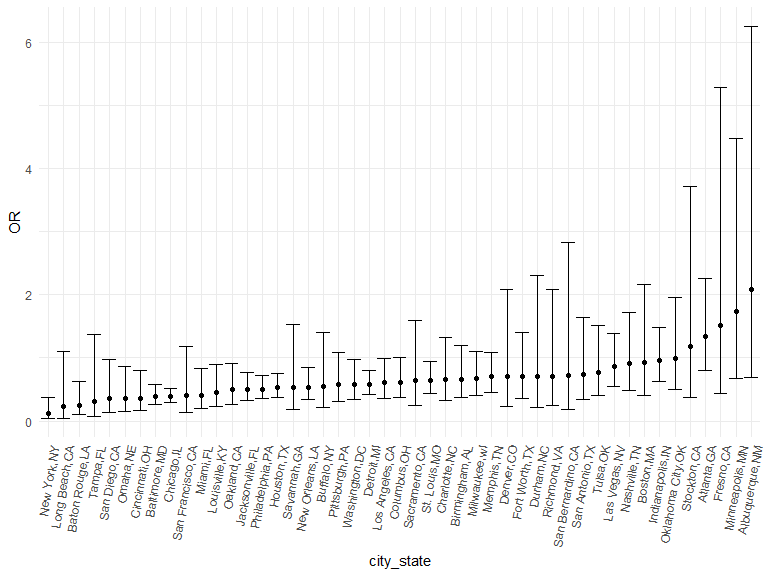 OR
6
4
2
0
New York,NY
Long Beach,CA
Baton Rouge,LA
Tampa,FL
San Diego,CA
Omaha,NE
Cincinnati,OH
Baltimore,MD
Chicago,IL
San Francisco,CA
Miami,FL
Louisville,KY
Oakland,CA
Jacksonville,FL
Philadelphia,PA
Houston,TX
Savannah,GA
New Orleans,LA
Buffalo,NY
Pittsburgh,PA
Washington,DC
Detroit,MI
Los Angeles,CA
Columbus,OH
Sacramento,CA
St. Louis,MO
Charlotte,NC
Birmingham,AL
Milwaukee,wI
Memphis,TN
Denver,CO
Fort Worth,TX
Durham,NC
Richmond,VA
San Bernardino,CA
San Antonio,TX
Tulsa,OK
Las Vegas,NV
Nashville,TN
Boston,MA
Indianapolis,IN
Oklahoma City,OK
Stockton,CA
Atlanta,GA
Fresno,CA
Minneapolis,MN
Albuquerque,NM
city_state